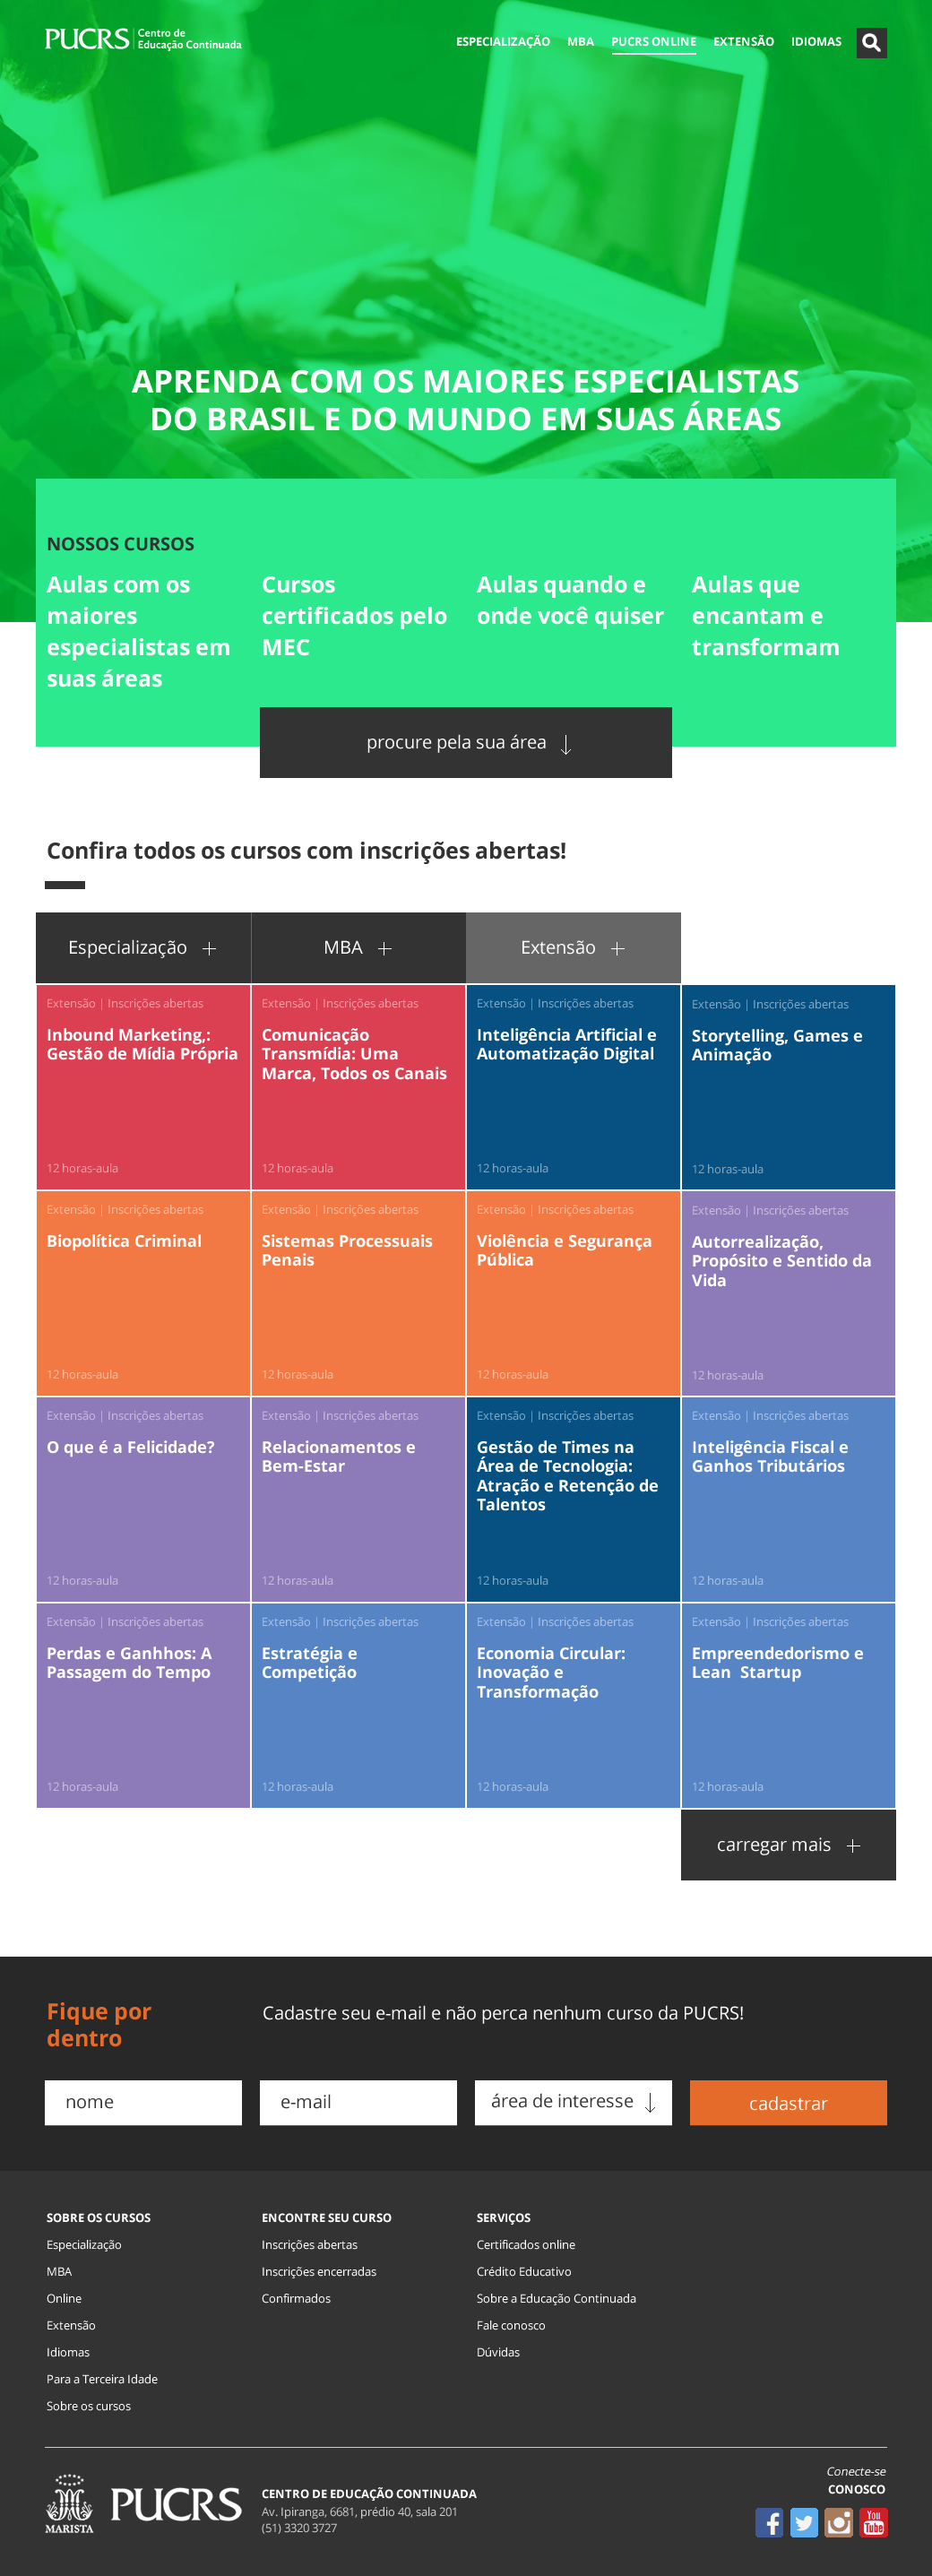 PUCRS Centro de
Educação Continuada
ESPECIALIZAÇÃO MBA PUCRS ONLINE EXTENSÃO IDIOMAS
APRENDA COM OS MAIORES ESPECIALISTAS
DO BRASIL E DO MUNDO EM SUAS ÁREAS
NOSSOS CURSOS
Aulas com os
maiores
especialistas em
suas áreas
Cursos
certificados pelo
MEC
Aulas quando e
onde você quiser
Aulas que
encantam e
transformam
procure pela sua área
Confira todos os cursos com inscrições abertas!
Especialização
MBA
Extensão
Extensão | Inscrições abertas
Inbound Marketing,:
Gestão de Mídia Própria
12 horas-aula
Extensão | Inscrições abertas
Comunicação
Transmídia: Uma
Marca, Todos os Canais
12 horas-aula
Extensão | Inscrições abertas
Inteligência Artificial e
Automatização Digital
12 horas-aula
Extensão | Inscrições abertas
Storytelling, Games e
Animação
12 horas-aula
Extensão | Inscrições abertas
Biopolítica Criminal
12 horas-aula
Extensão | Inscrições abertas
Sistemas Processuais
Penais
12 horas-aula
Extensão | Inscrições abertas
Violência e Segurança
Pública
12 horas-aula
Extensão | Inscrições abertas
Autorrealização,
Propósito e Sentido da
Vida
12 horas-aula
Extensão | Inscrições abertas
O que é a Felicidade?
12 horas-aula
Extensão | Inscrições abertas
Relacionamentos e
Bem-Estar
12 horas-aula
Extensão | Inscrições abertas
Gestão de Times na
Área de Tecnologia:
Atração e Retenção de
Talentos
12 horas-aula
Extensão | Inscrições abertas
Inteligência Fiscal e
Ganhos Tributários
12 horas-aula
Extensão | Inscrições abertas
Perdas e Ganhhos: A
Passagem do Tempo
12 horas-aula
Extensão | Inscrições abertas
Estratégia e
Competição
12 horas-aula
Extensão | Inscrições abertas
Economia Circular:
Inovação e
Transformação
12 horas-aula
Extensão | Inscrições abertas
Empreendedorismo e
Lean Startup
12 horas-aula
carregar mais
Fique por
dentro
Cadastre seu e-mail e não perca nenhum curso da PUCRS!
nome
e-mail
área de interesse
cadastrar
SOBRE OS CURSOS
Especialização
MBA
Online
Extensão
Idiomas
Para a Terceira Idade
Sobre os cursos
ENCONTRE SEU CURSO
Inscrições abertas
Inscrições encerradas
Confirmados
SERVIÇOS
Certificados online
Crédito Educativo
Sobre a Educação Continuada
Fale conosco
Dúvidas
MARISTA
PUCRS
CENTRO DE EDUCAÇÃO CONTINUADA
Av. Ipiranga, 6681, prédio 40, sala 201
(51) 3320 3727
Conecte-se
CONOSCO
You
Tube